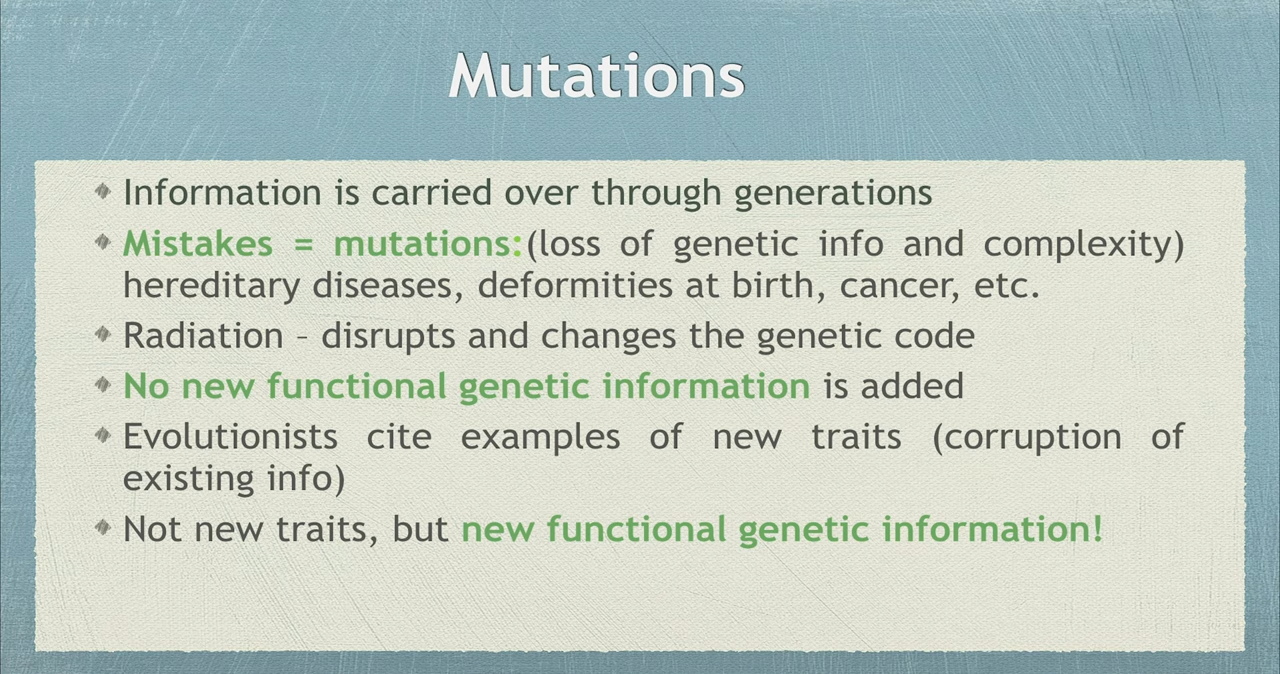 Mutations
Information is carried over through generations
Mistakes = mutations:(loss of genetic info and complexity)
hereditary diseases, deformities at birth, cancer, etc.
Radiation – disrupts and changes the genetic code
No new functional genetic information is added
Evolutionists cite examples of new traits (corruption of
existing info)
Not new traits, but new functional genetic information!